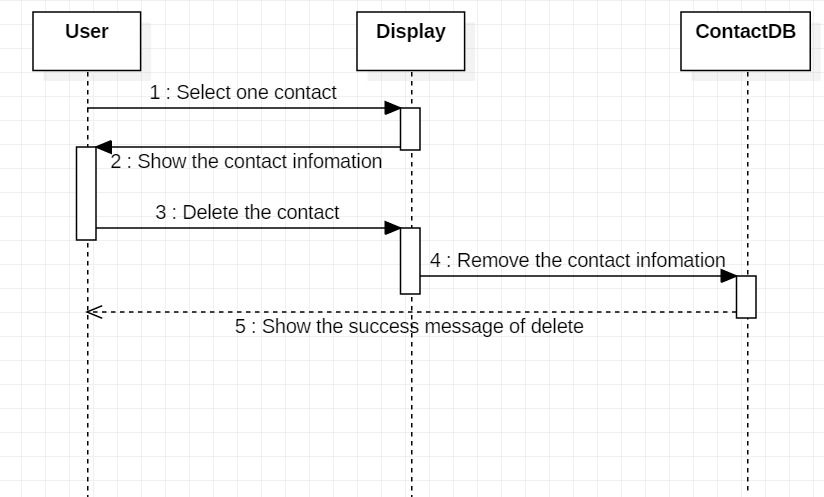 User
Display
ContactDB
1 : Select one contact
2 : Show the contact infomation
3 : Delete the contact
4 : Remove the contact infomation
5 : Show the success message of delete